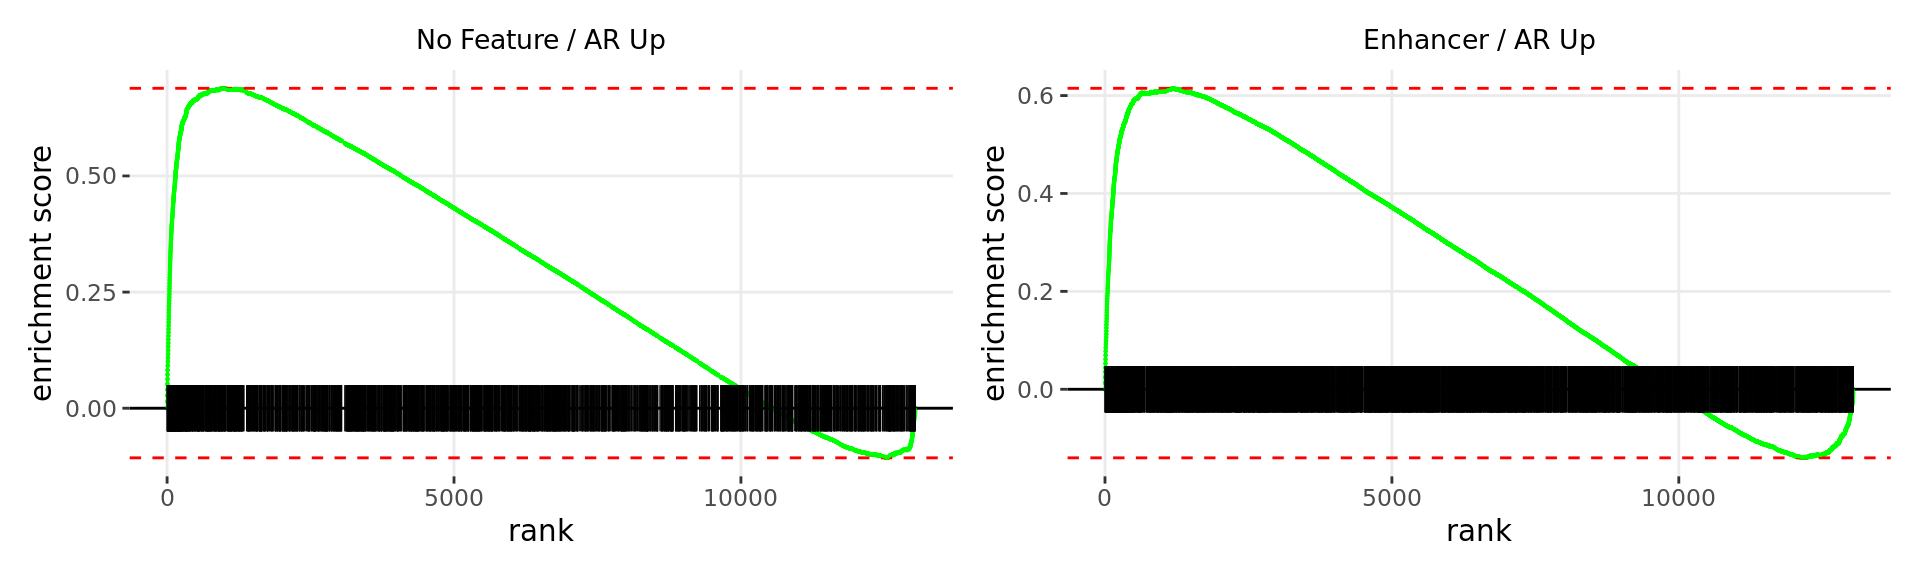 No Feature / AR Up
enrichment score
0.50
0.25
0.00
0
5000
10000
rank
Enhancer / AR Up
enrichment score
0.6
0.4
0.2
0.0
0
5000
10000
rank